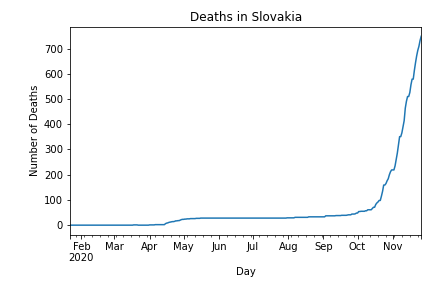 Deaths in Slovakia
Number of Deaths
700
600
500
400
300
200
100
0
Feb Mar Apr May Jun Jul Aug Sep Oct Nov
2020
Day